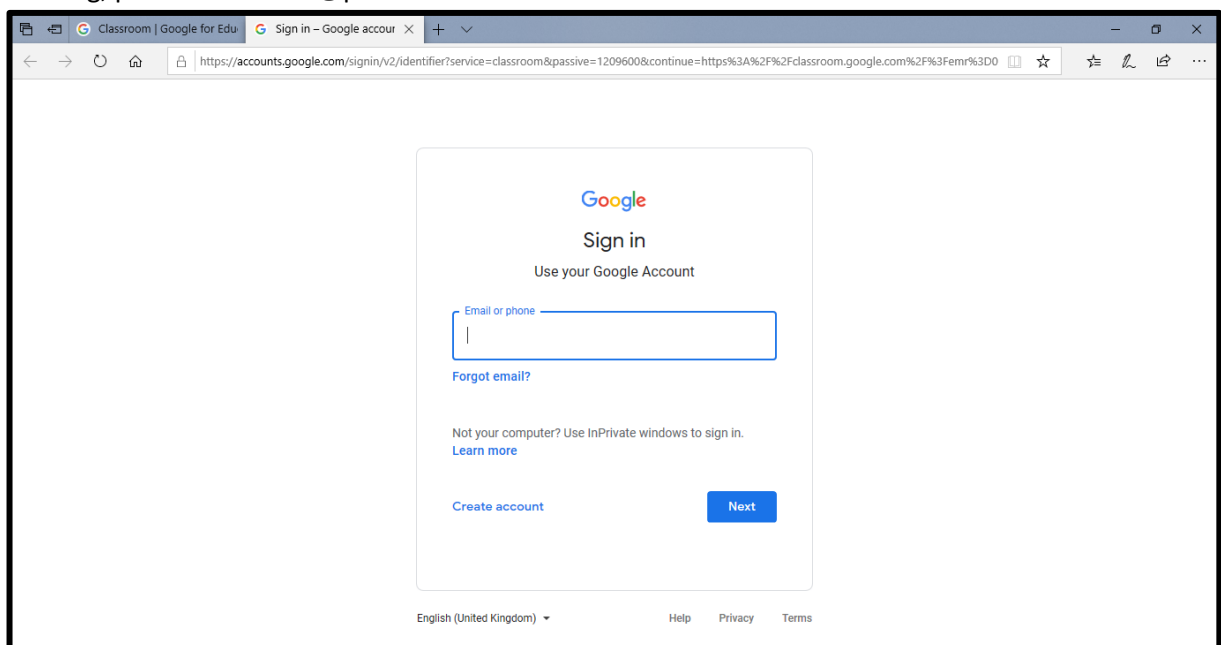 Classroom | Google for Edu
Sign in – Google accour
https://accounts.google.com/signin/v2/identifier?service=classroom&passive=1209600&continue=https%3A%2F%2Fclassroom.google.com%2F%3Femr%3D0
Google
Sign in
Use your Google Account
Email or phone
Forgot email?
Not your computer? Use InPrivate windows to sign in.
Learn more
Create account
Next
English (United Kingdom)
Help Privacy Terms